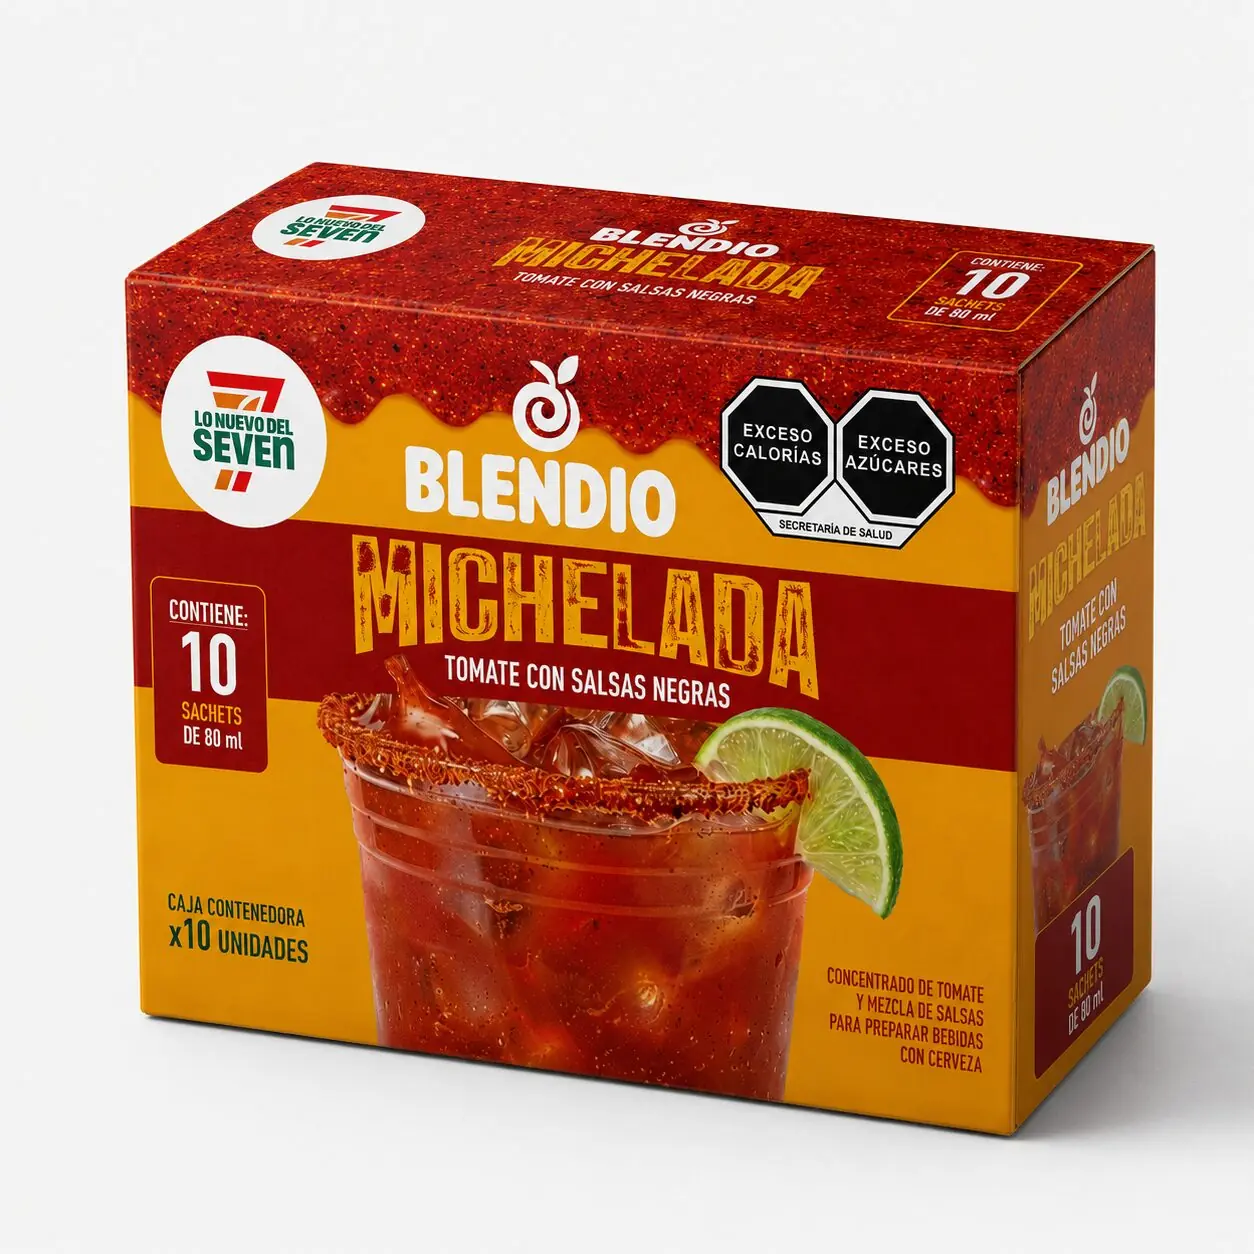 LO NUEVO DEL
SEVEn
BLENDIO
MICHELADA
TOMATE CON SALSAS NEGRAS
CONTIENE:
10
SACHETS
DE 80 ml
LO NUEVO DEL
SEVEn
BLENDIO
MICHELADA
TOMATE CON SALSAS NEGRAS
EXCESO
CALORÍAS
EXCESO
AZÚCARES
SECRETARÍA DE SALUD
CONTIENE:
10
SACHETS
DE 80 ml
CAJA CONTENEDORA
x10 UNIDADES
CONCENTRADO DE TOMATE
Y MEZCLA DE SALSAS
PARA PREPARAR BEBIDAS
CON CERVEZA
BLENDIO
MICHELADA
TOMATE CON
SALSAS NEGRAS
10
SACHETS
DE 80 ml